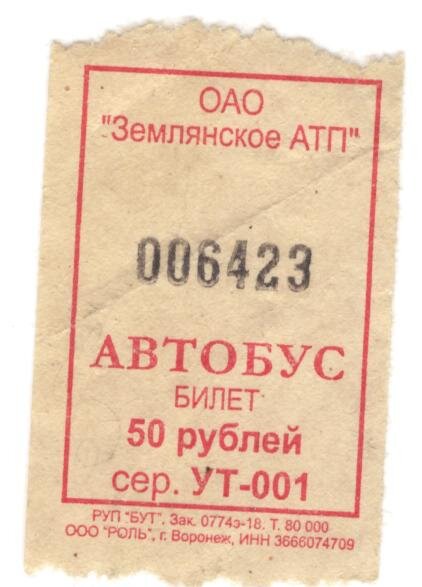 ОАО
"Землянское АТП"
006423
АВТОБУС
БИЛЕТ
50 рублей
сер. УТ-001
РУП "БУТ". Зак. 0774э-18. Т. 80 000
ООО "РОЛЬ", г. Воронеж, ИНН 3666074709